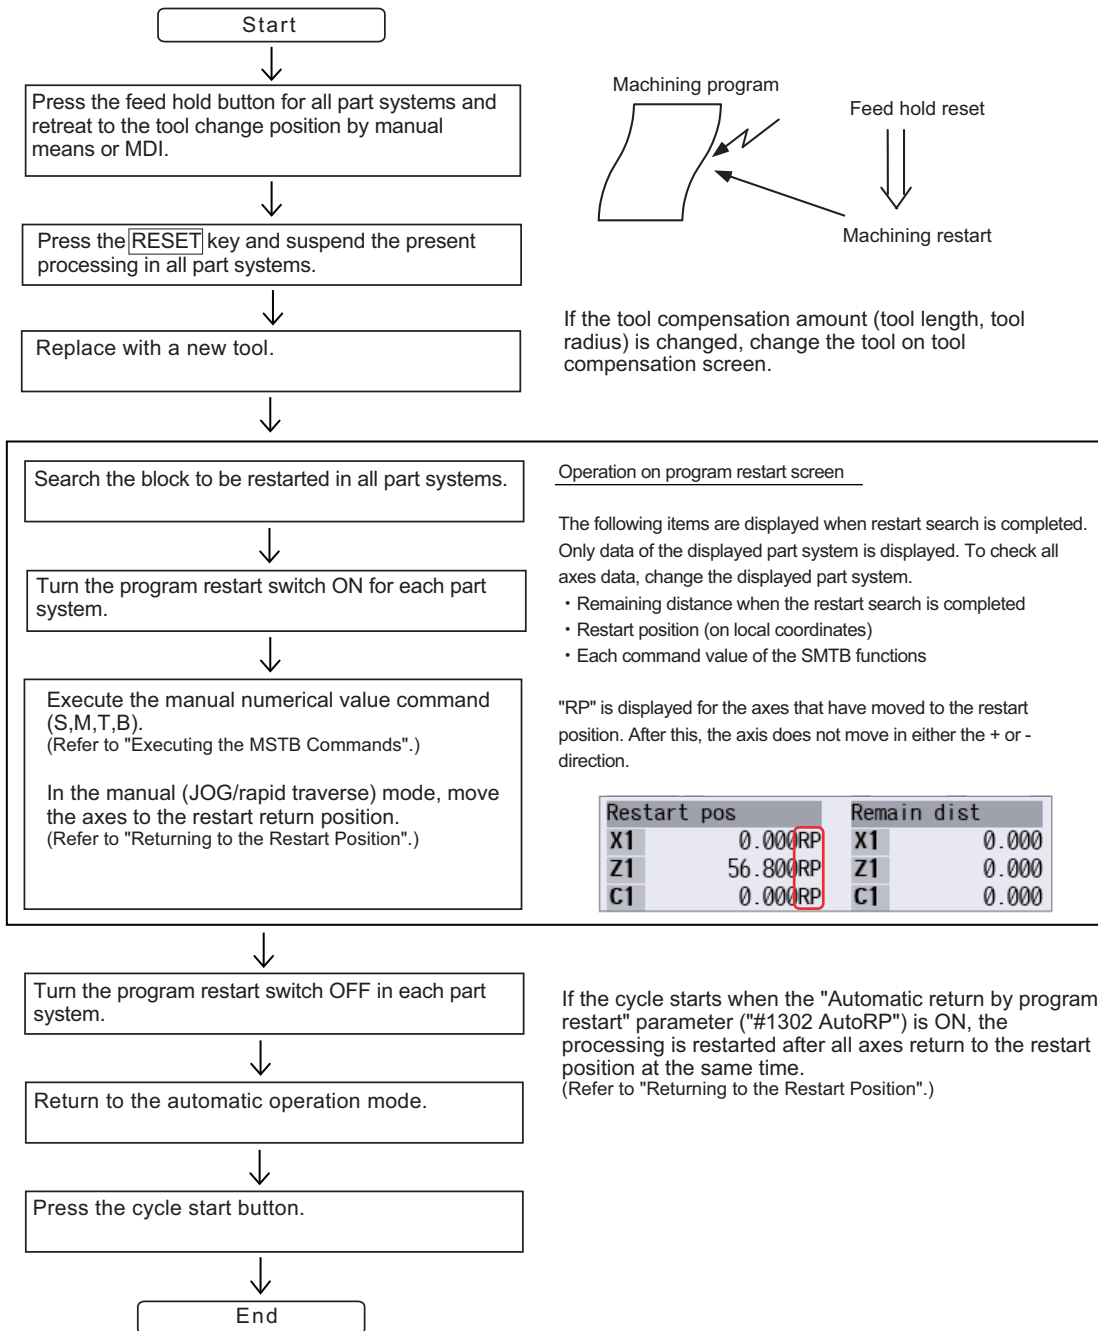 Start
Press the feed hold button for all part systems and
retreat to the tool change position by manual
means or MDI.
Machining program
Feed hold reset
Machining restart
Press the RESET key and suspend the present
processing in all part systems.
Replace with a new tool.
If the tool compensation amount (tool length, tool
radius) is changed, change the tool on tool
compensation screen.
Search the block to be restarted in all part systems.
Turn the program restart switch ON for each part
system.
Execute the manual numerical value command
(S,M,T,B).
(Refer to "Executing the MSTB Commands".)
In the manual (JOG/rapid traverse) mode, move
the axes to the restart return position.
(Refer to "Returning to the Restart Position".)
Operation on program restart screen
The following items are displayed when restart search is completed.
Only data of the displayed part system is displayed. To check all
axes data, change the displayed part system.
・Remaining distance when the restart search is completed
・Restart position (on local coordinates)
・Each command value of the SMTB functions
"RP" is displayed for the axes that have moved to the restart
position. After this, the axis does not move in either the + or -
direction.
Restart pos Remain dist
X1 0.000RP X1 0.000
Z1 56.800RP Z1 0.000
C1 0.000RP C1 0.000
Turn the program restart switch OFF in each part
system.
If the cycle starts when the "Automatic return by program
restart" parameter ("#1302 AutoRP") is ON, the
processing is restarted after all axes return to the restart
position at the same time.
(Refer to "Returning to the Restart Position".)
Return to the automatic operation mode.
Press the cycle start button.
End